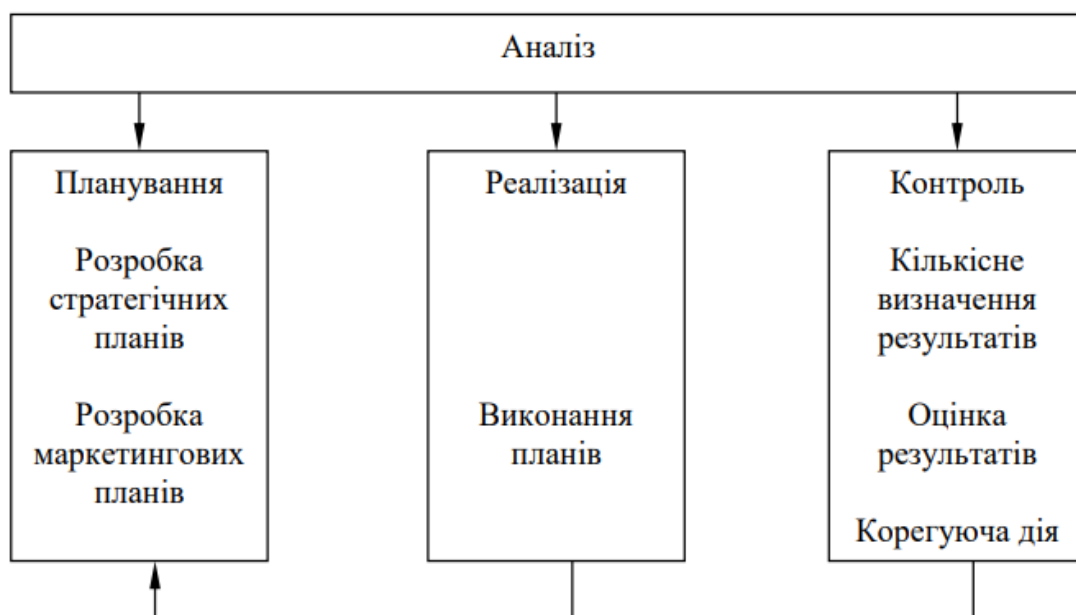 Аналіз
Планування
Розробка
стратегічних
планів
Розробка
маркетингових
планів
Реалізація
Виконання
планів
Контроль
Кількісне
визначення
результатів
Оцінка
результатів
Корегуюча дія